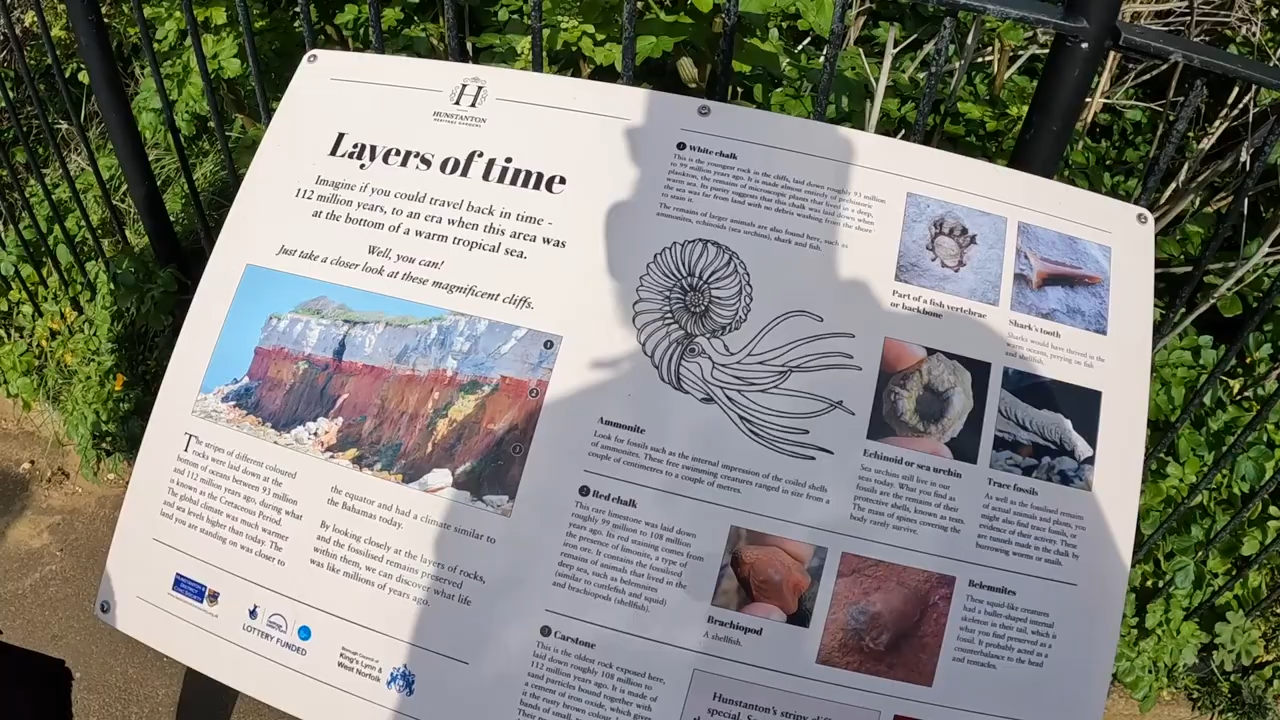 H
HUNSTANTON
HERITAGE GARDENS
Layers of time
Imagine if you could travel back in time -
112 million years, to an era when this area was
at the bottom of a warm tropical sea.
Well, you can!
Just take a closer look at these magnificent cliffs.
1
2
3
The stripes of different coloured
rocks were laid down at the
bottom of oceans between 93 million
and 112 million years ago, during what
is known as the Cretaceous Period.
The global climate was much warmer
and sea levels higher than today. The
land you are standing on was closer to
the equator and had a climate similar to
the Bahamas today.
By looking closely at the layers of rocks,
and the fossilised remains preserved
within them, we can discover what life
was like millions of years ago.
LOTTERY FUNDED
Borough Council of
King's Lynn &
West Norfolk
1 White chalk
This is the youngest rock in the cliffs, laid down roughly 93 million
to 99 million years ago. It is made almost entirely of prehistoric
plankton, the remains of microscopic plants that lived in a deep,
warm sea. Its purity suggests that this chalk was laid down when
the sea was far from land with no debris washing from the shore
to stain it.
The remains of larger animals are also found here, such as
ammonites, echinoids (sea urchins), shark and fish.
Ammonite
Look for fossils such as the internal impression of the coiled shells
of ammonites. These free swimming creatures ranged in size from a
couple of centimetres to a couple of metres.
Part of a fish vertebrae
or backbone
Shark's tooth
Sharks would have thrived in the
warm oceans, preying on fish
and shellfish.
Echinoid or sea urchin
Sea urchins still live in our
seas today. What you find as
fossils are the remains of their
protective shells, known as tests.
The mass of spines covering the
body rarely survive.
Trace fossils
As well as the fossilised remains
of actual animals and plants, you
might also find trace fossils, or
evidence of their activity. These
are tunnels made in the chalk by
burrowing worms or snails.
2 Red chalk
This rare limestone was laid down
roughly 99 million to 108 million
years ago. Its red staining comes from
the presence of limonite, a type of
iron ore. It contains the fossilised
remains of animals that lived in the
deep sea, such as belemnites
(similar to cuttlefish and squid)
and brachiopods (shellfish).
Brachiopod
A shellfish.
Belemnites
These squid-like creatures
had a bullet-shaped internal
skeleton in their tail, which is
what you find preserved as a
fossil. It probably acted as a
counterbalance to the head
and tentacles.
3 Carstone
This is the oldest rock exposed here,
laid down roughly 108 million to
112 million years ago. It is made of
sand particles bound together with
a cement of iron oxide, which gives
it the rusty brown colour.
bands of small,
Hunstanton's stripy
special.